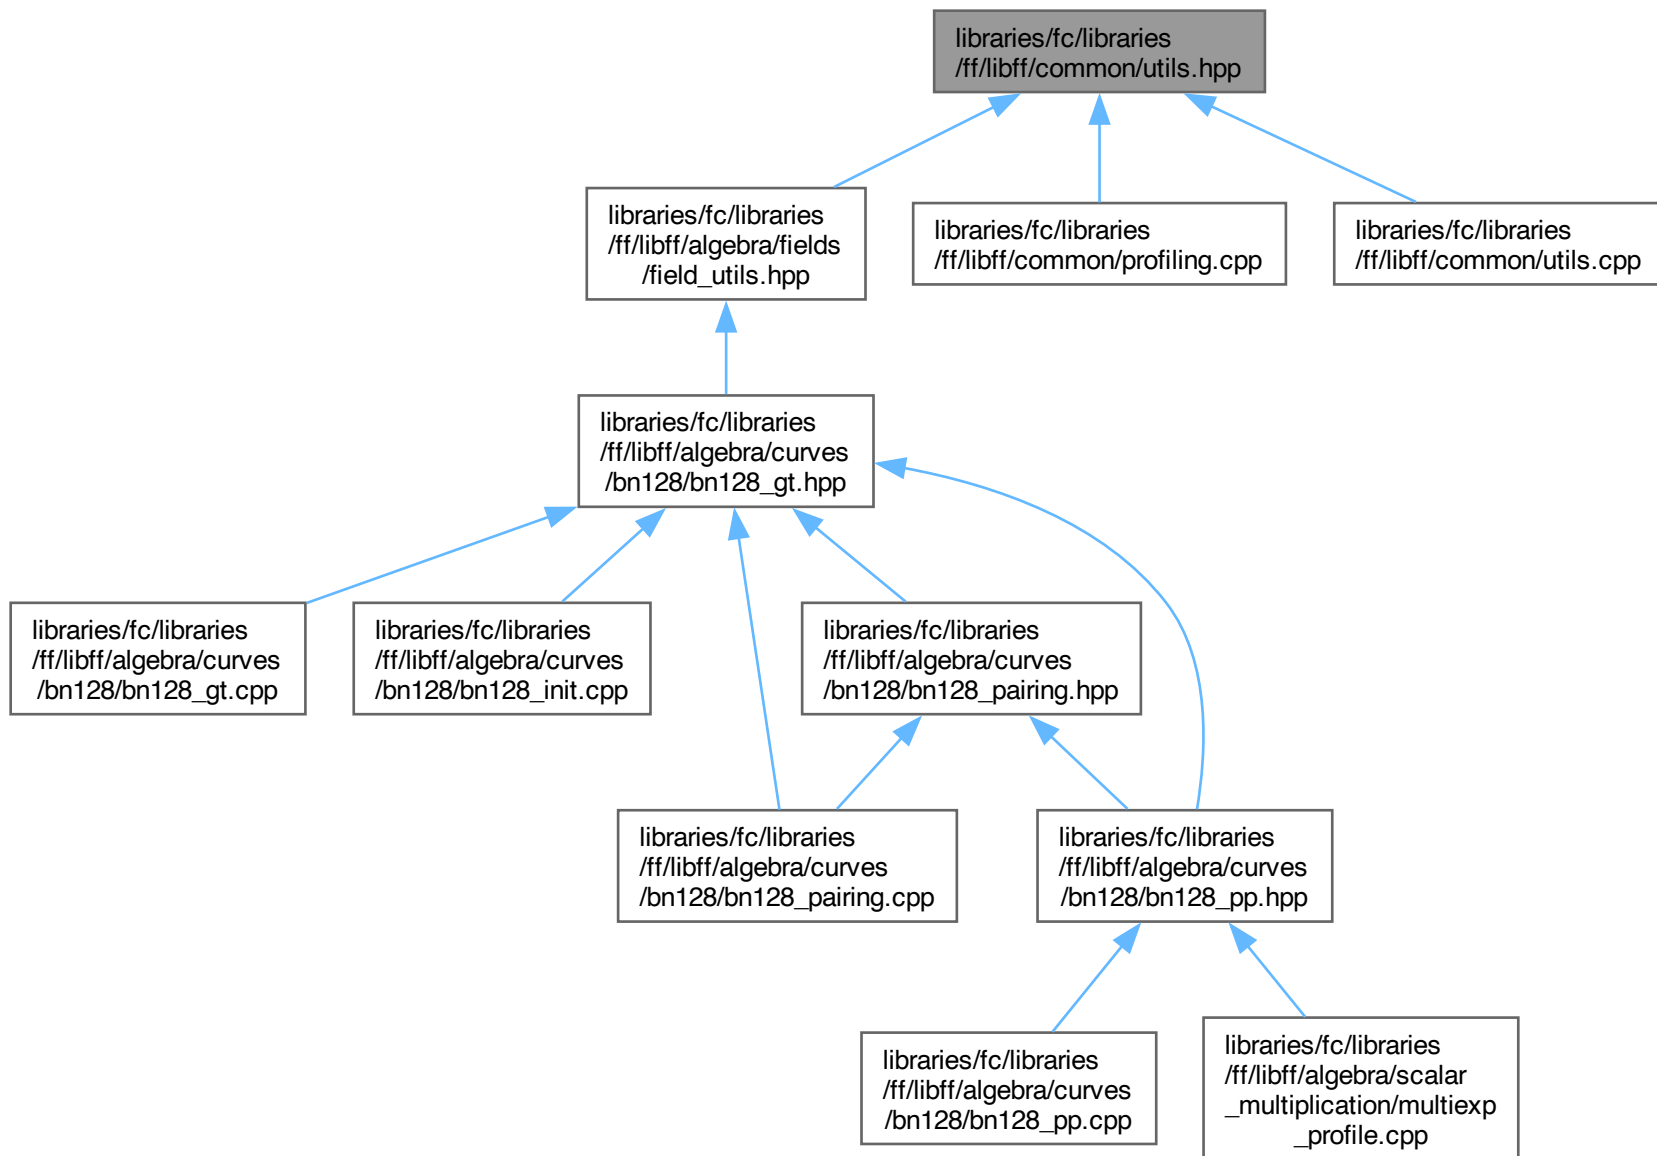 libraries/fc/libraries
/ff/libff/common/utils.hpp
libraries/fc/libraries
/ff/libff/algebra/fields
/field_utils.hpp
libraries/fc/libraries
/ff/libff/common/profiling.cpp
libraries/fc/libraries
/ff/libff/common/utils.cpp
libraries/fc/libraries
/ff/libff/algebra/curves
/bn128/bn128_gt.hpp
libraries/fc/libraries
/ff/libff/algebra/curves
/bn128/bn128_gt.cpp
libraries/fc/libraries
/ff/libff/algebra/curves
/bn128/bn128_init.cpp
libraries/fc/libraries
/ff/libff/algebra/curves
/bn128/bn128_pairing.hpp
libraries/fc/libraries
/ff/libff/algebra/curves
/bn128/bn128_pairing.cpp
libraries/fc/libraries
/ff/libff/algebra/curves
/bn128/bn128_pp.hpp
libraries/fc/libraries
/ff/libff/algebra/curves
/bn128/bn128_pp.cpp
libraries/fc/libraries
/ff/libff/algebra/scalar
_multiplication/multiexp
_profile.cpp